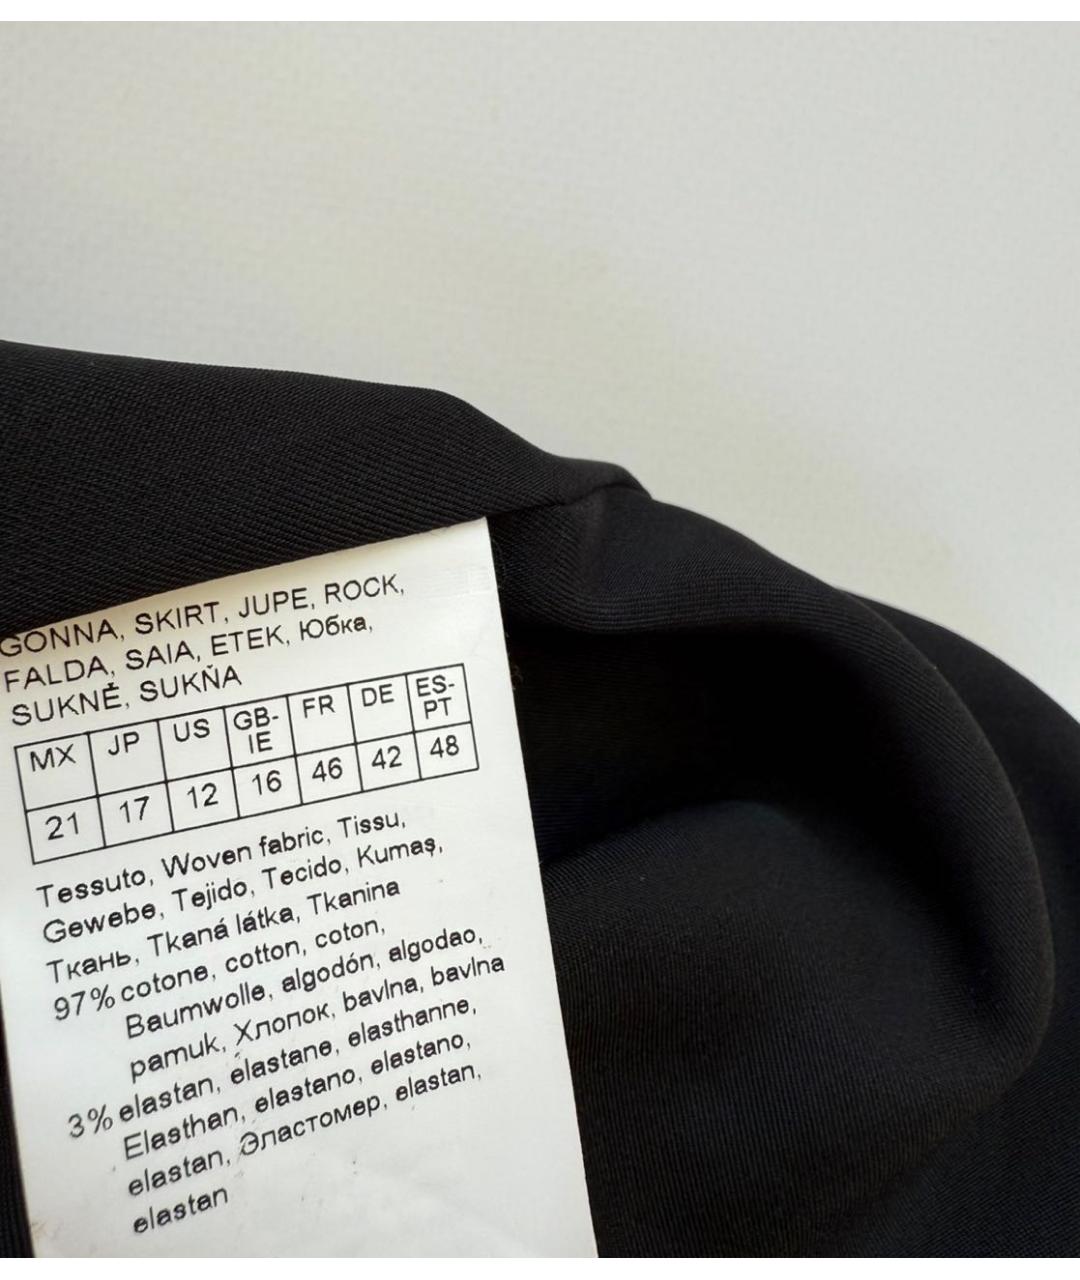 GONNA, SKIRT, JUPE, ROCK,
FALDA, SAIA, ETEK, Юбка,
SUKNĚ, SUKŇA
MX JP US GB-IE FR DE ES-PT
21 17 12 16 46 42 48
Tessuto, Woven fabric, Tissu,
Gewebe, Tejido, Tecido, Kumaş,
Ткань, Tkaná látka, Tkanina
97% cotone, cotton, coton,
Baumwolle, algodón, algodao,
pamuk, Хлопок, bavlna, bavlna
3% elastan, élastane, elasthanne,
Elasthan, elastano, elastano,
elastan, Эластомер, elastan,
elastan